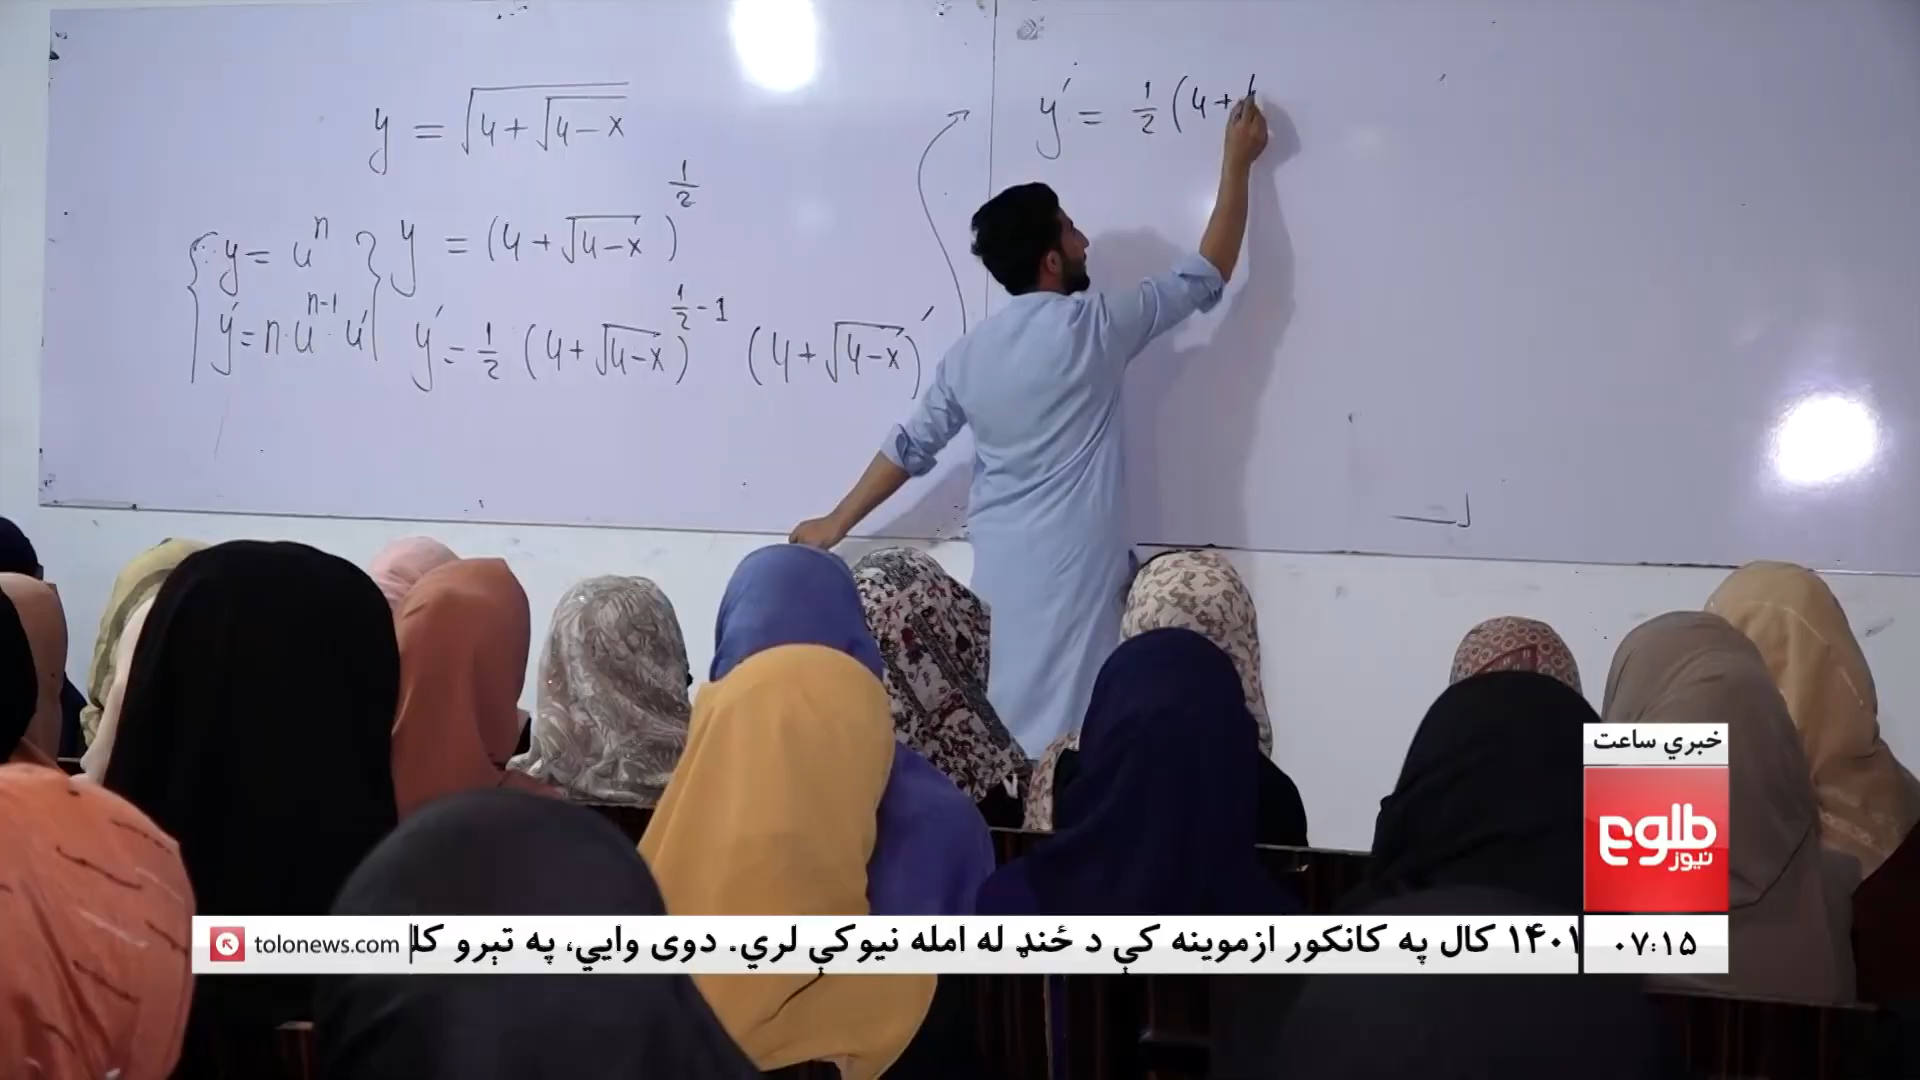 y = √(4+√(4-x))
y = (4+√(4-x))^(1/2)
{ y = u^n }
y' = n·u^(n-1)·u'
y' = 1/2 (4+√(4-x))^(1/2-1) (4+√(4-x))'
y' = 1/2 (4+
خبري ساعت
طلوع
نیوز
tolonews.com
۱۴۰۱ کال په کانکور ازموینه کې د ځنډ له امله نیوکې لري. دوی وايي، په تېرو کل
۰۷:۱۵